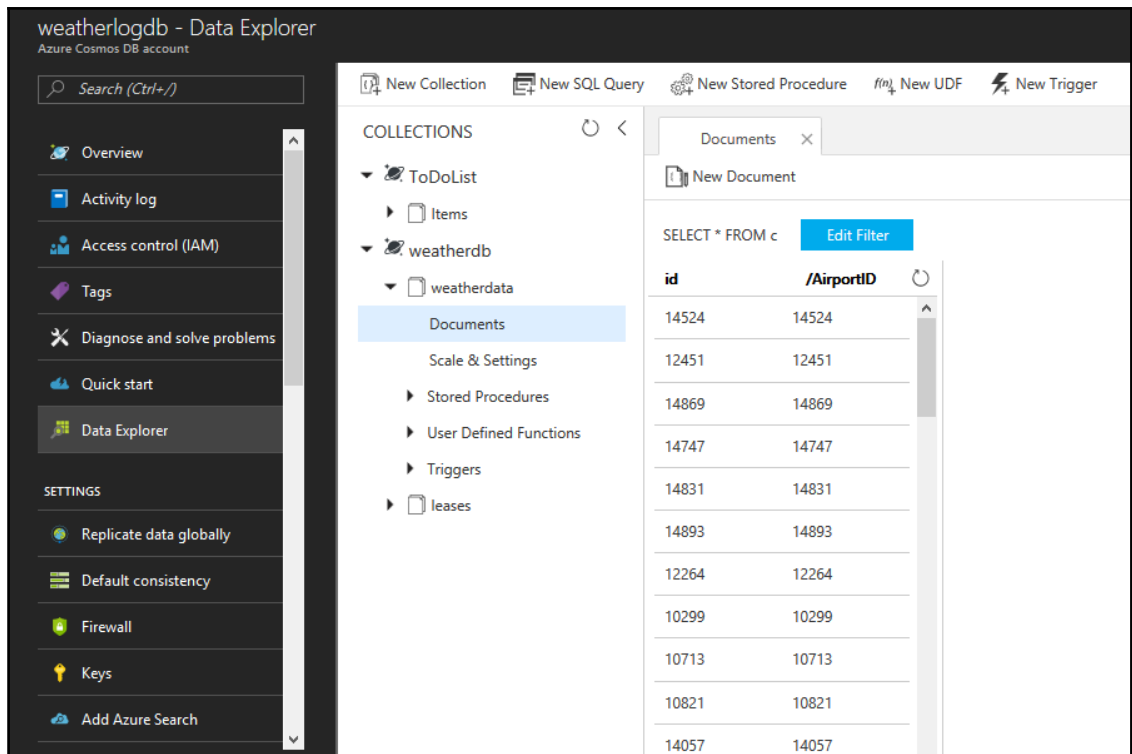 weatherlogdb - Data Explorer
Azure Cosmos DB account
Search (Ctrl+/)
Overview
Activity log
Access control (IAM)
Tags
Diagnose and solve problems
Quick start
Data Explorer
SETTINGS
Replicate data globally
Default consistency
Firewall
Keys
Add Azure Search
New Collection
New SQL Query
New Stored Procedure
f(n) New UDF
New Trigger
COLLECTIONS
ToDoList
Items
weatherdb
weatherdata
Documents
Scale & Settings
Stored Procedures
User Defined Functions
Triggers
leases
Documents
New Document
SELECT * FROM c Edit Filter
id /AirportID
14524 14524
12451 12451
14869 14869
14747 14747
14831 14831
14893 14893
12264 12264
10299 10299
10713 10713
10821 10821
14057 14057